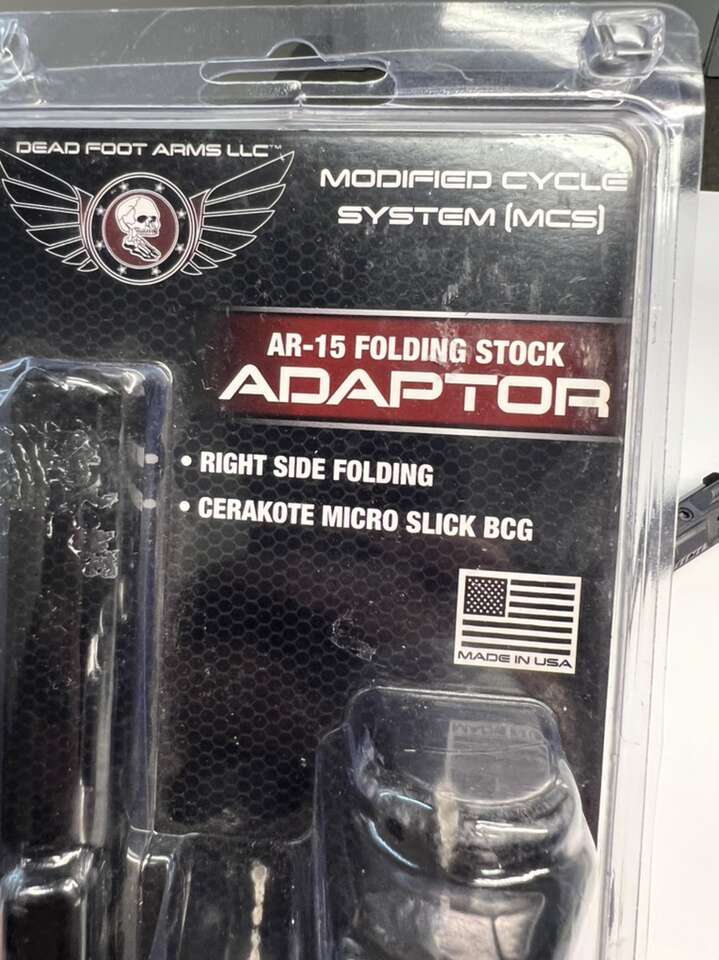 DEAD FOOT ARMS LLC™
MODIFIED CYCLE
SYSTEM (MCS)
AR-15 FOLDING STOCK
ADAPTOR
• RIGHT SIDE FOLDING
• CERAKOTE MICRO SLICK BCG
MADE IN USA